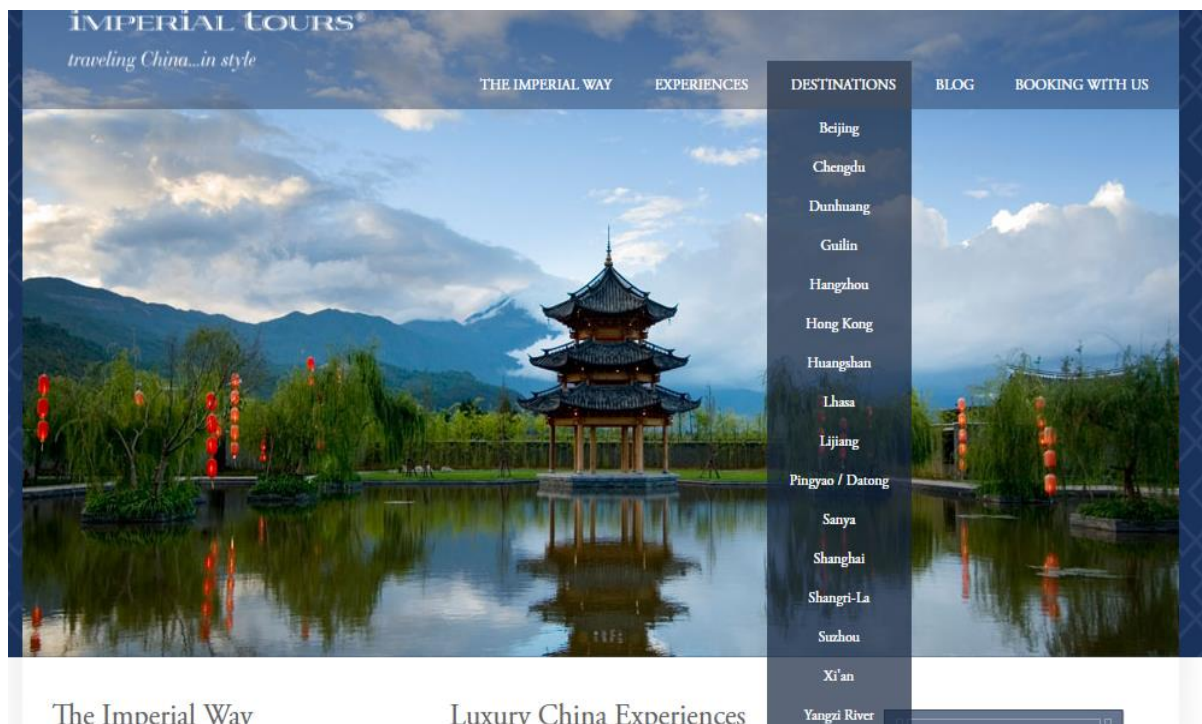 IMPERIAL TOURS®
traveling China...in style
THE IMPERIAL WAY EXPERIENCES DESTINATIONS BLOG BOOKING WITH US
Beijing
Chengdu
Dunhuang
Guilin
Hangzhou
Hong Kong
Huangshan
Lhasa
Lijiang
Pingyao / Datong
Sanya
Shanghai
Shangri-La
Suzhou
Xi'an
Yangzi River
The Imperial Way
Luxury China Experiences